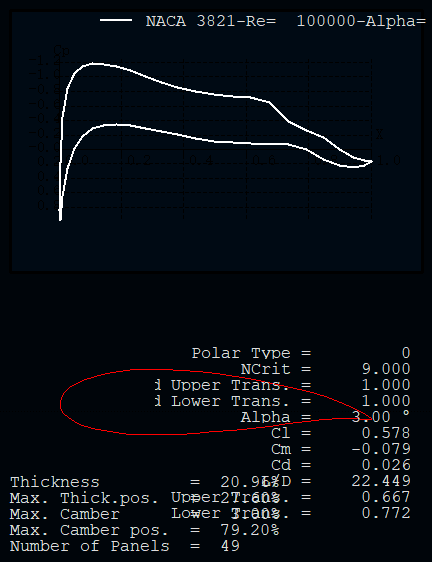 NACA 3821-Re=  100000-Alpha=
Polar Type = 0
NCrit = 9.000
d Upper Trans. = 1.000
d Lower Trans. = 1.000
Alpha = 3.00 °
Cl = 0.578
Cm = -0.079
Cd = 0.026
Thickness = 20.96% L/D = 22.449
Max. Thick.pos. = 27.60% Upper Trans. = 0.667
Max. Camber = Lower Trans. = 0.772
Max. Camber pos. = 79.20%
Number of Panels = 49